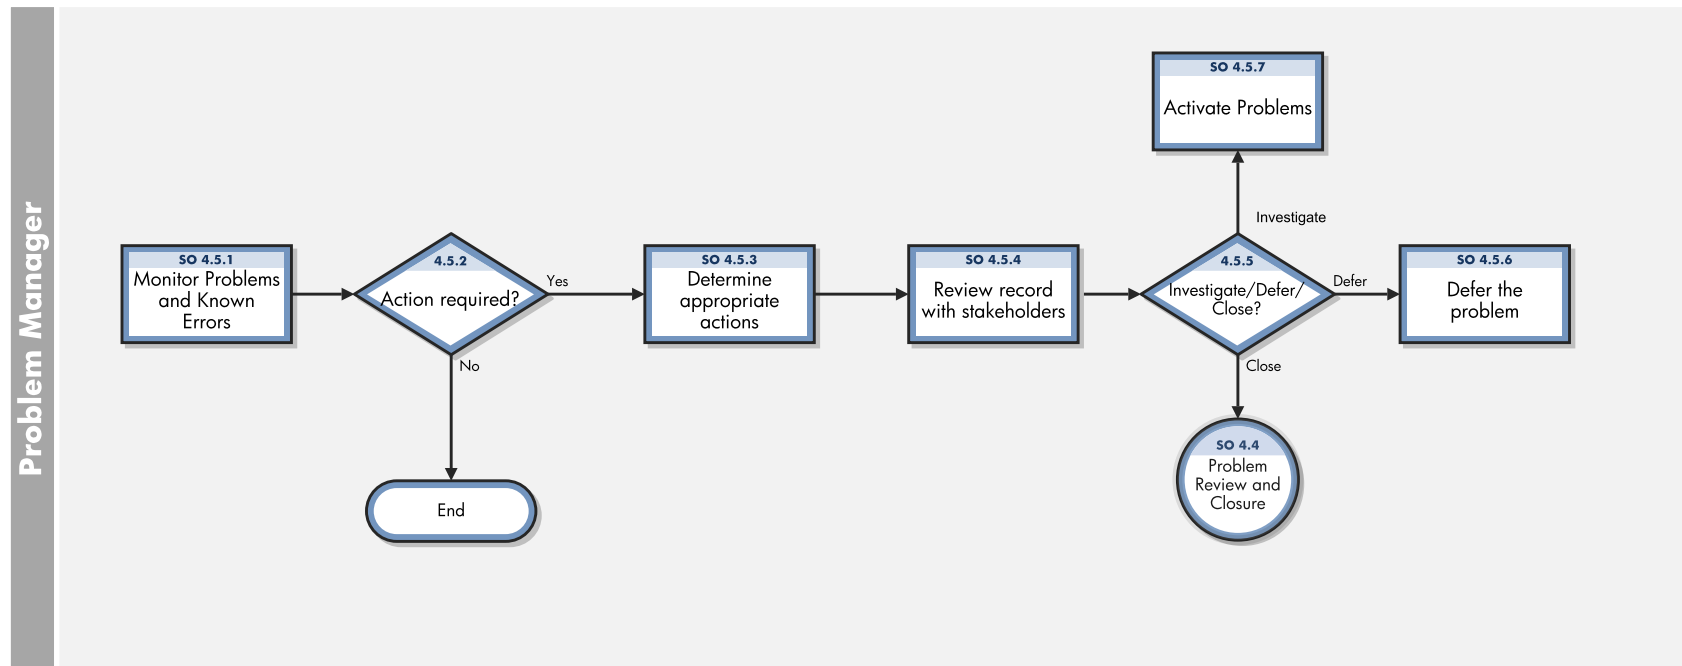 Problem Manager
SO 4.5.1
Monitor Problems
and Known
Errors
4.5.2
Action required?
Yes
No
End
SO 4.5.3
Determine
appropriate
actions
SO 4.5.4
Review record
with stakeholders
4.5.5
Investigate/Defer/
Close?
Investigate
SO 4.5.7
Activate Problems
Defer
SO 4.5.6
Defer the
problem
Close
SO 4.4
Problem
Review and
Closure